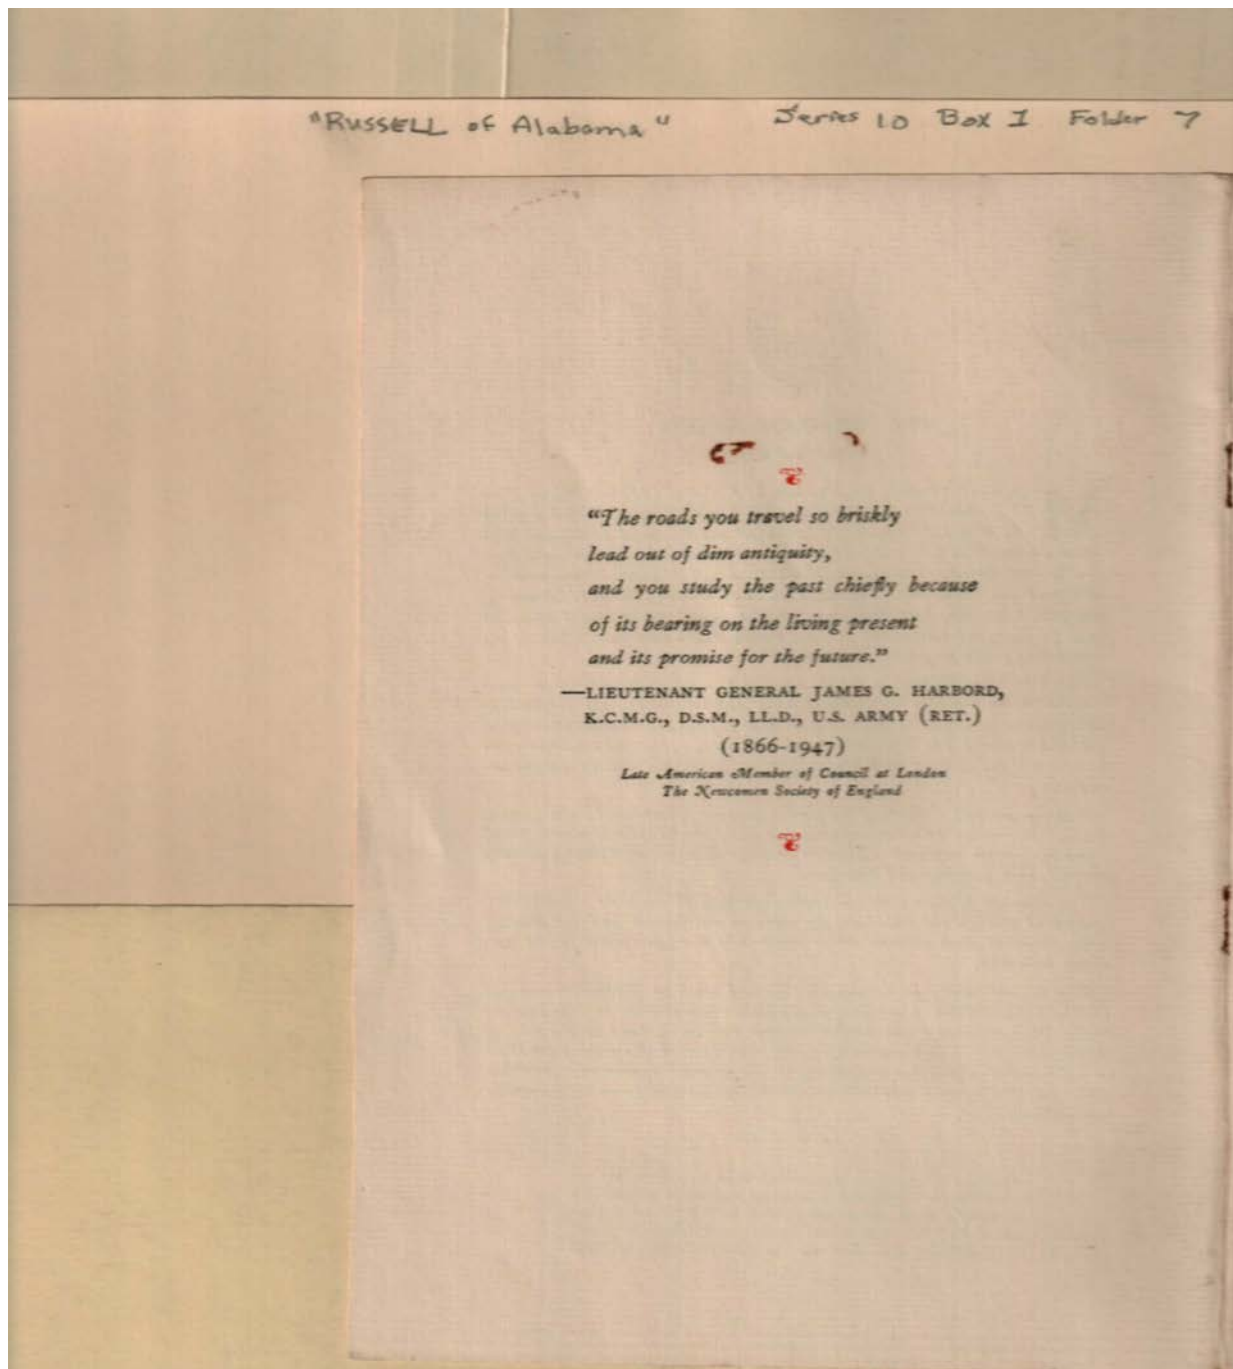 "RUSSELL of Alabama" Series 10 Box 1 Folder 7
"The roads you travel so briskly
lead out of dim antiquity,
and you study the past chiefly because
of its bearing on the living present
and its promise for the future."
—LIEUTENANT GENERAL JAMES G. HARBORD,
K.C.M.G., D.S.M., LL.D., U.S. ARMY (RET.)
(1866-1947)
Late American Member of Council at London
The Newcomen Society of England